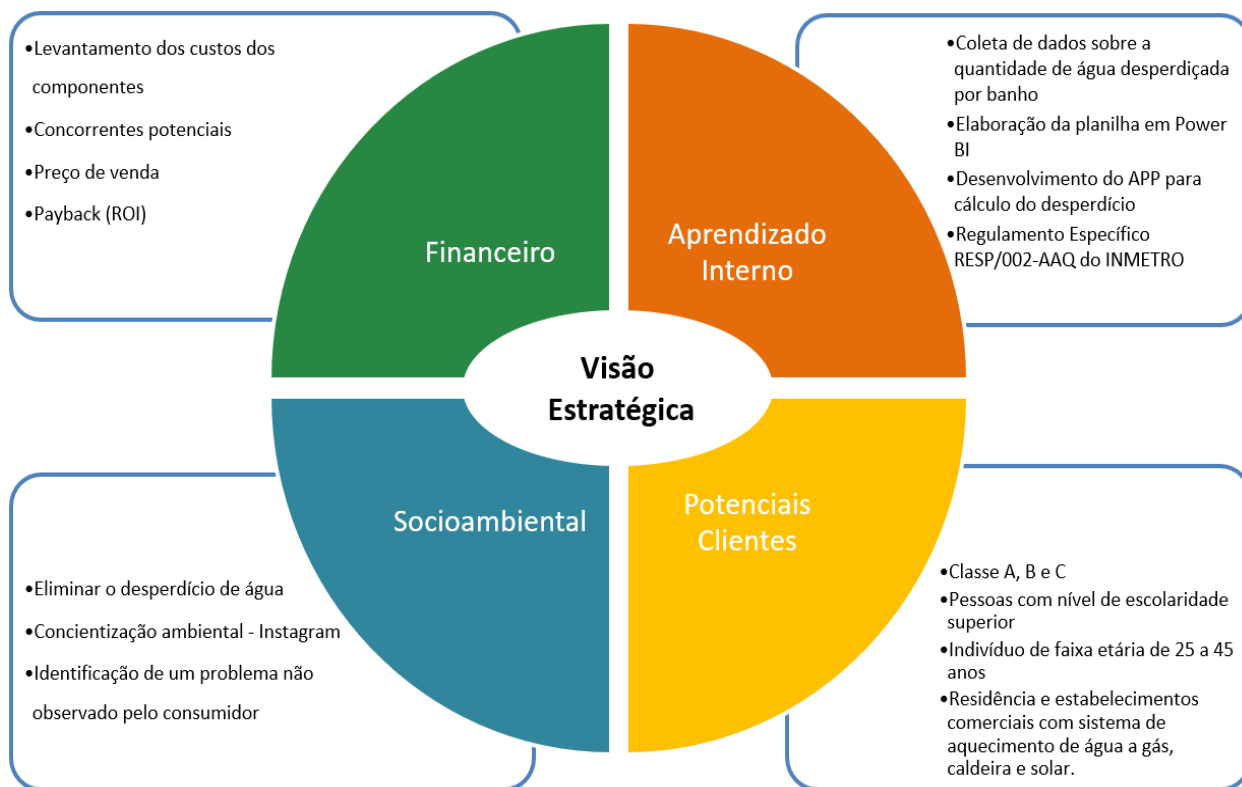 •Levantamento dos custos dos
componentes
•Concorrentes potenciais
•Preço de venda
•Payback (ROI)
•Coleta de dados sobre a
quantidade de água desperdiçada
por banho
•Elaboração da planilha em Power
BI
•Desenvolvimento do APP para
cálculo do desperdício
•Regulamento Específico
RESP/002-AAQ do INMETRO
Financeiro
Aprendizado
Interno
Visão
Estratégica
Socioambiental
Potenciais
Clientes
•Eliminar o desperdício de água
•Concientização ambiental - Instagram
•Identificação de um problema não
observado pelo consumidor
•Classe A, B e C
•Pessoas com nível de escolaridade
superior
•Indivíduo de faixa etária de 25 a 45
anos
•Residência e estabelecimentos
comerciais com sistema de
aquecimento de água a gás,
caldeira e solar.